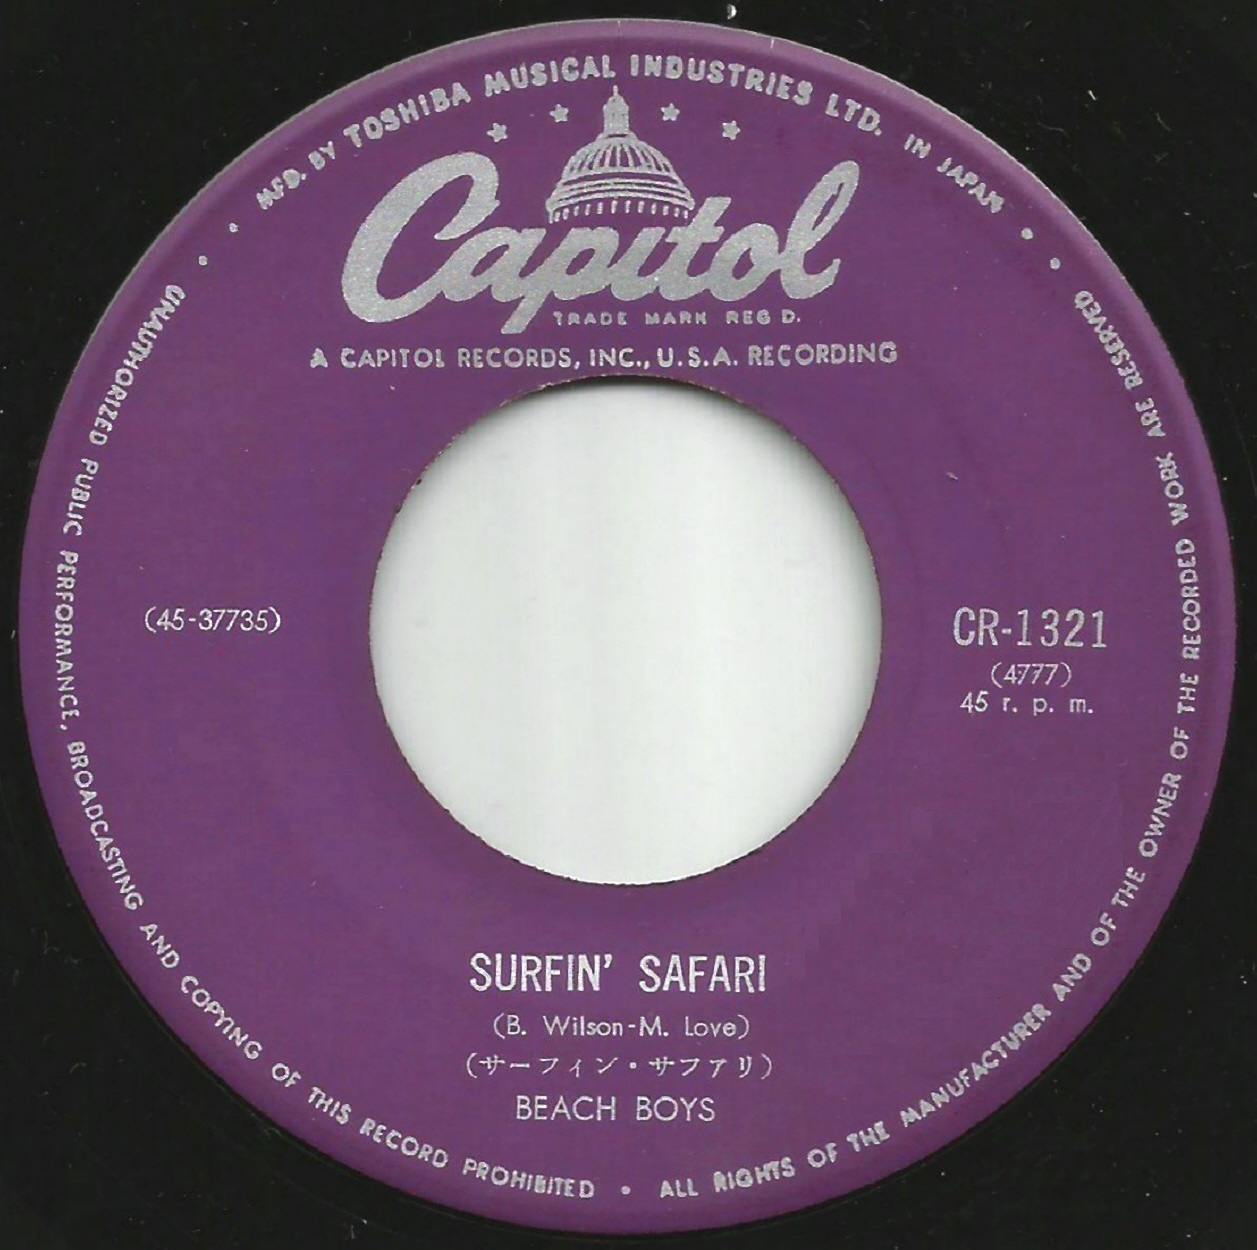 MFD. BY TOSHIBA MUSICAL INDUSTRIES LTD. IN JAPAN
Capitol
TRADE MARK REG D.
A CAPITOL RECORDS, INC., U.S.A. RECORDING
(45-37735)
CR-1321
(4777)
45 r. p. m.
SURFIN' SAFARI
(B. Wilson-M. Love)
(サーフィン・サファリ)
BEACH BOYS
UNAUTHORIZED PUBLIC PERFORMANCE, BROADCASTING AND COPYING OF THIS RECORD PROHIBITED • ALL RIGHTS OF THE MANUFACTURER AND OF THE OWNER OF THE RECORDED WORK ARE RESERVED